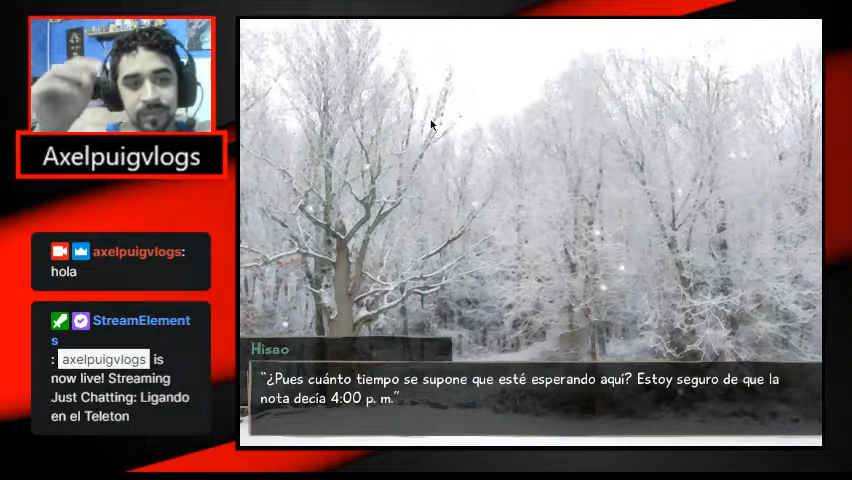 Axelpuigvlogs
axelpuigvlogs:
hola
StreamElement
s
: axelpuigvlogs is
now live! Streaming
Just Chatting: Ligando
en el Teleton
Hisao
“¿Pues cuánto tiempo se supone que esté esperando aquí? Estoy seguro de que la
nota decía 4:00 p. m.”